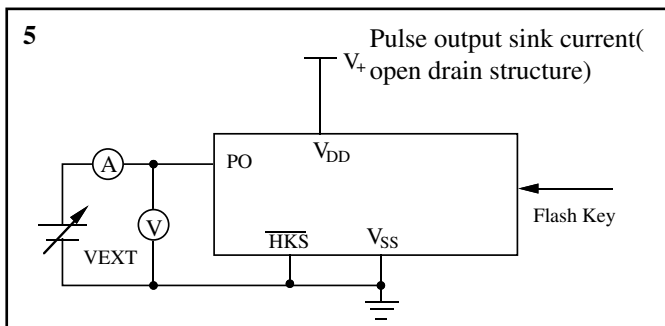 5
Pulse output sink current(
open drain structure)
V+
A
PO
VDD
V
Flash Key
VEXT
HKS
VSS